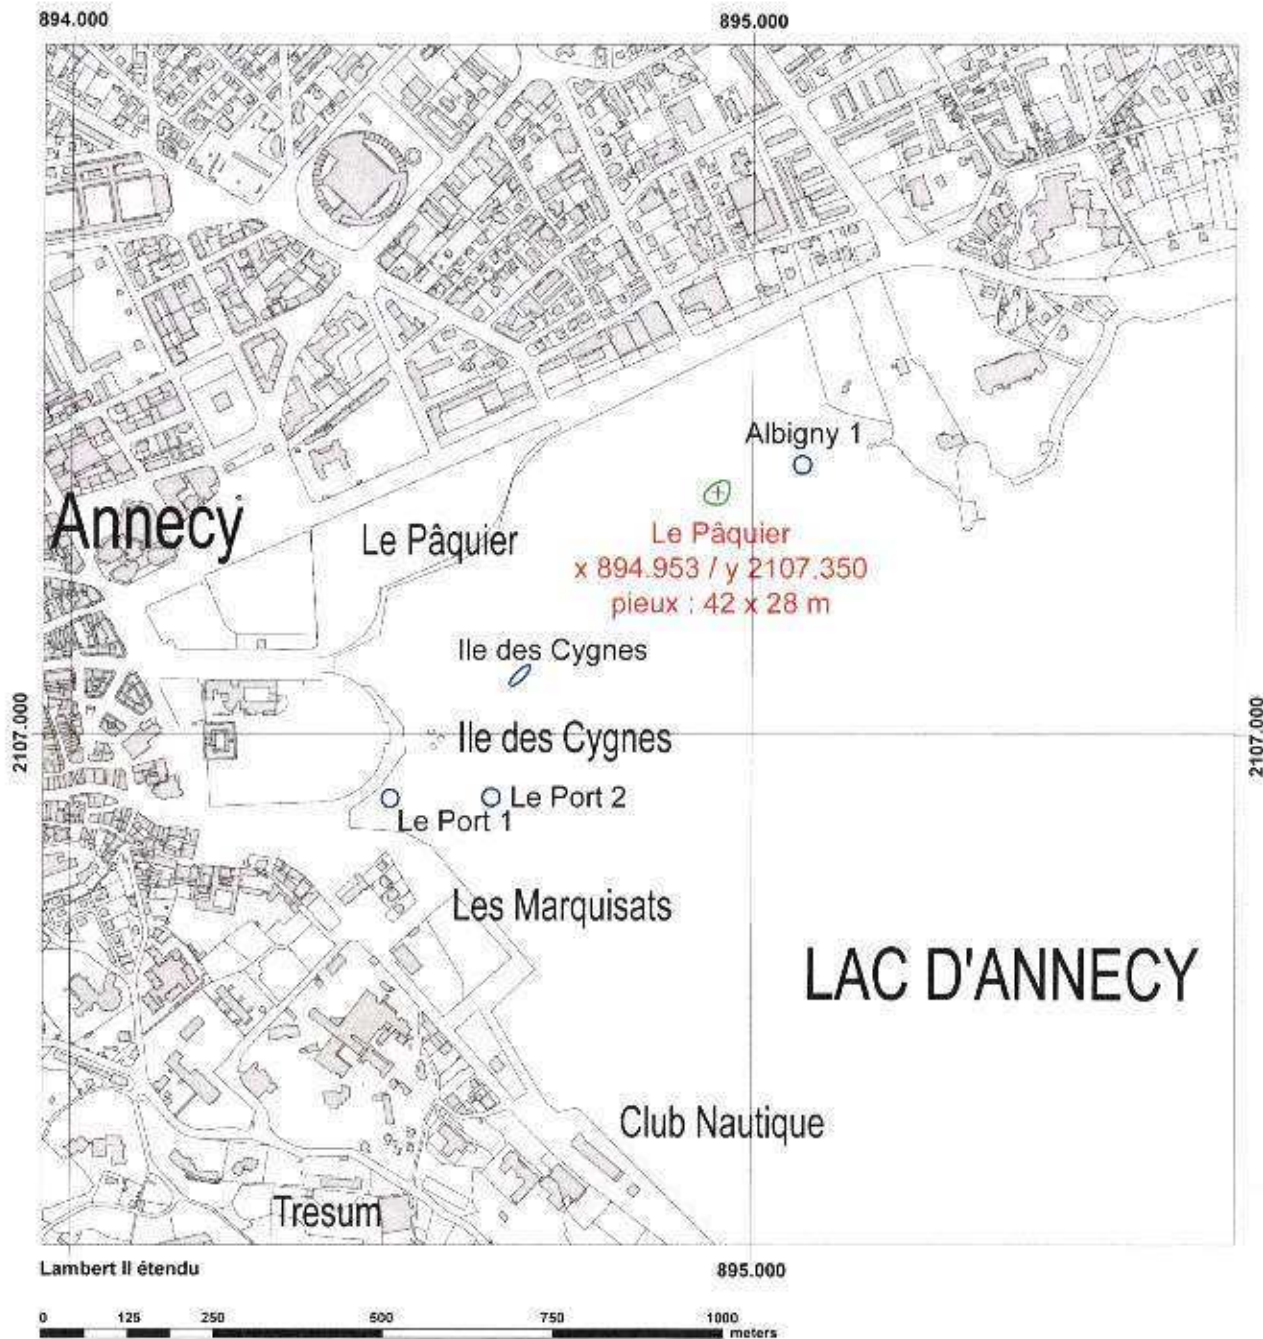 894.000
895.000
Albigny 1
Annecy
Le Pâquier
Le Pâquier
x 894.953 / y 2107.350
pieux : 42 x 28 m
Ile des Cygnes
2107.000
Ile des Cygnes
2107.000
Le Port 2
Le Port 1
Les Marquisats
LAC D'ANNECY
Club Nautique
Tresum
Lambert II étendu
895.000
0 125 250 500 750 1000
meters